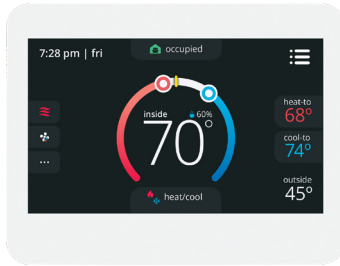 7:28 pm | fri
occupied
inside
60%
70°
heat-to
68°
cool-to
74°
outside
45°
heat/cool